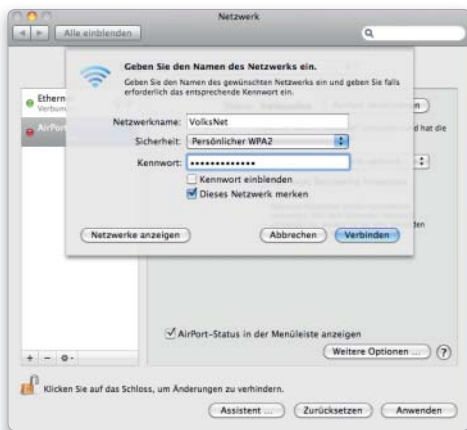 Netzwerk
Alle einblenden
Geben Sie den Namen des Netzwerks ein.
Geben Sie den Namen des gewünschten Netzwerks ein und geben Sie falls
erforderlich das entsprechende Kennwort ein.
Ethern
Verbun
AirPor
d hat die
Netzwerkname: VolksNet
Sicherheit: Persönlicher WPA2
Kennwort: •••••••••••••
Kennwort einblenden
Dieses Netzwerk merken
den
Netzwerke anzeigen
Abbrechen
Verbinden
AirPort-Status in der Menüleiste anzeigen
+ −
Weitere Optionen ... ?
Klicken Sie auf das Schloss, um Änderungen zu verhindern.
Assistent ...
Zurücksetzen
Anwenden